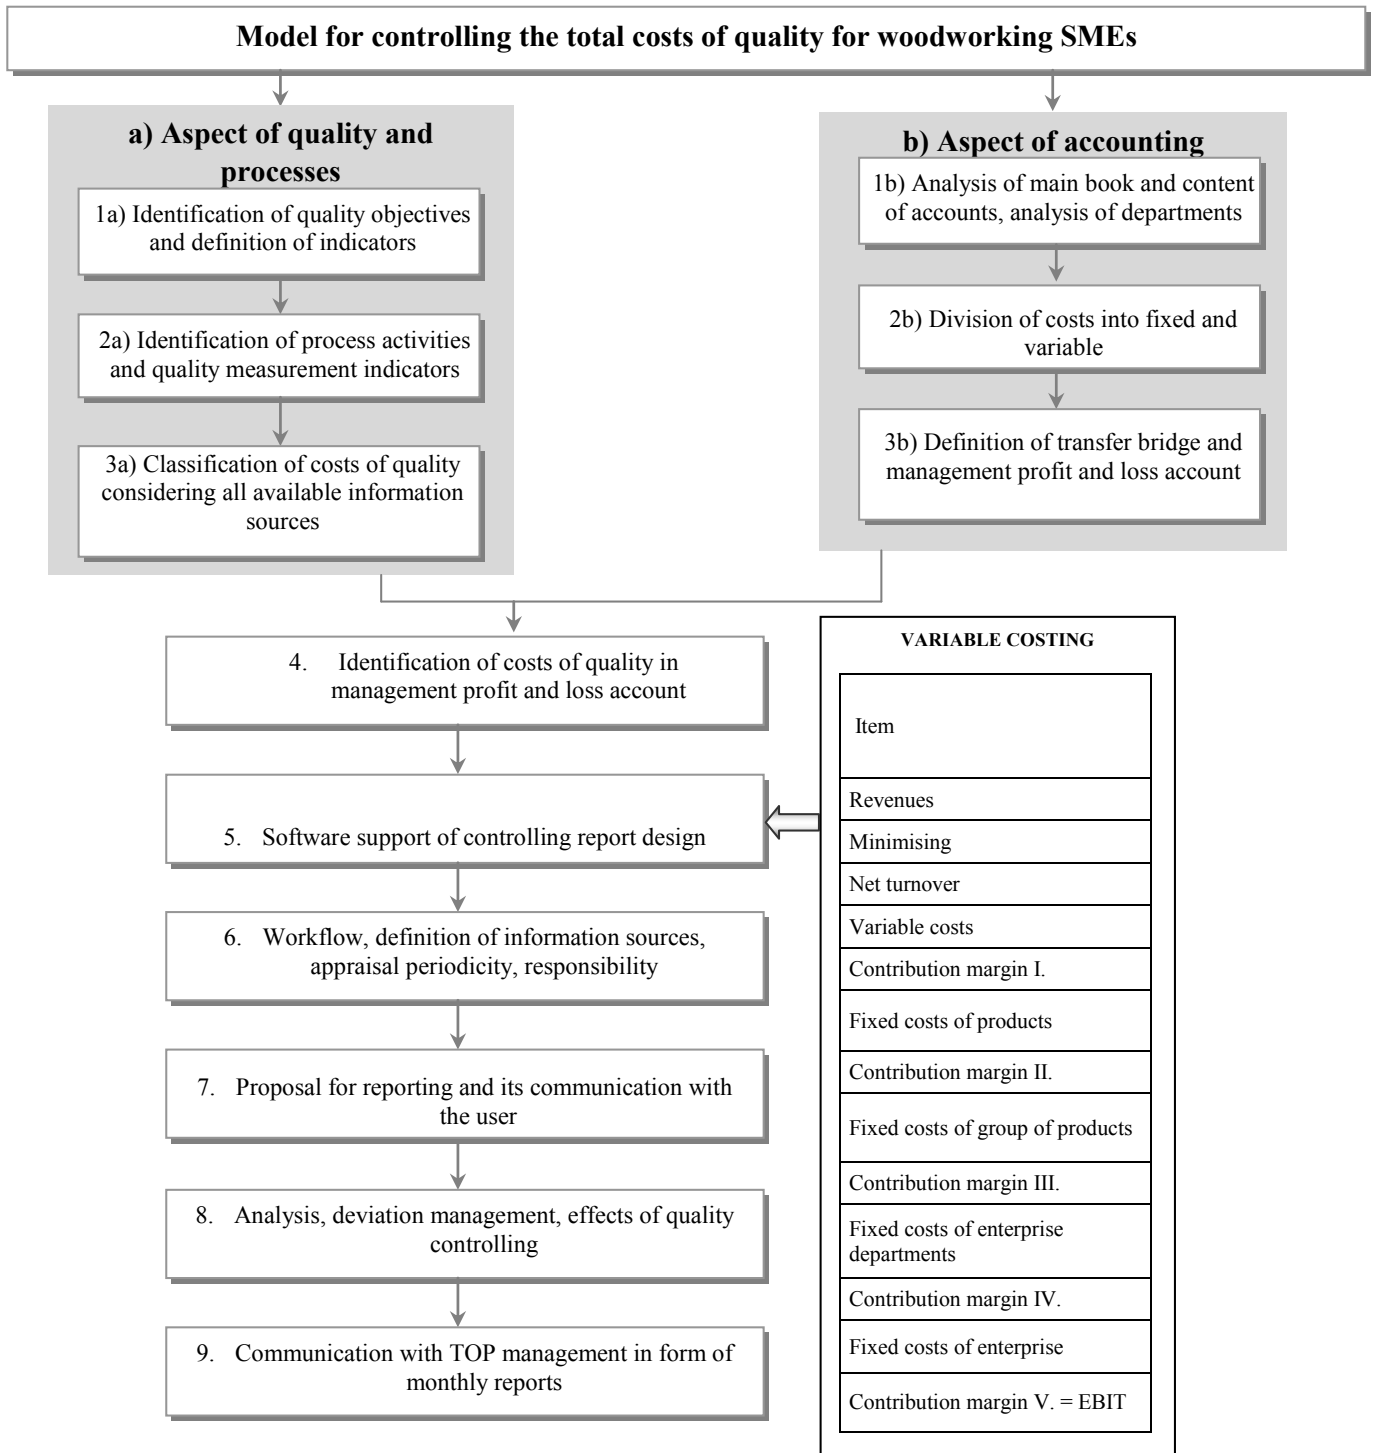 Model for controlling the total costs of quality for woodworking SMEs
a) Aspect of quality and
processes
1a) Identification of quality objectives
and definition of indicators
2a) Identification of process activities
and quality measurement indicators
3a) Classification of costs of quality
considering all available information
sources
b) Aspect of accounting
1b) Analysis of main book and content
of accounts, analysis of departments
2b) Division of costs into fixed and
variable
3b) Definition of transfer bridge and
management profit and loss account
4. Identification of costs of quality in
management profit and loss account
5. Software support of controlling report design
6. Workflow, definition of information sources,
appraisal periodicity, responsibility
7. Proposal for reporting and its communication with
the user
8. Analysis, deviation management, effects of quality
controlling
9. Communication with TOP management in form of
monthly reports
VARIABLE COSTING
Item
Revenues
Minimising
Net turnover
Variable costs
Contribution margin I.
Fixed costs of products
Contribution margin II.
Fixed costs of group of products
Contribution margin III.
Fixed costs of enterprise
departments
Contribution margin IV.
Fixed costs of enterprise
Contribution margin V. = EBIT